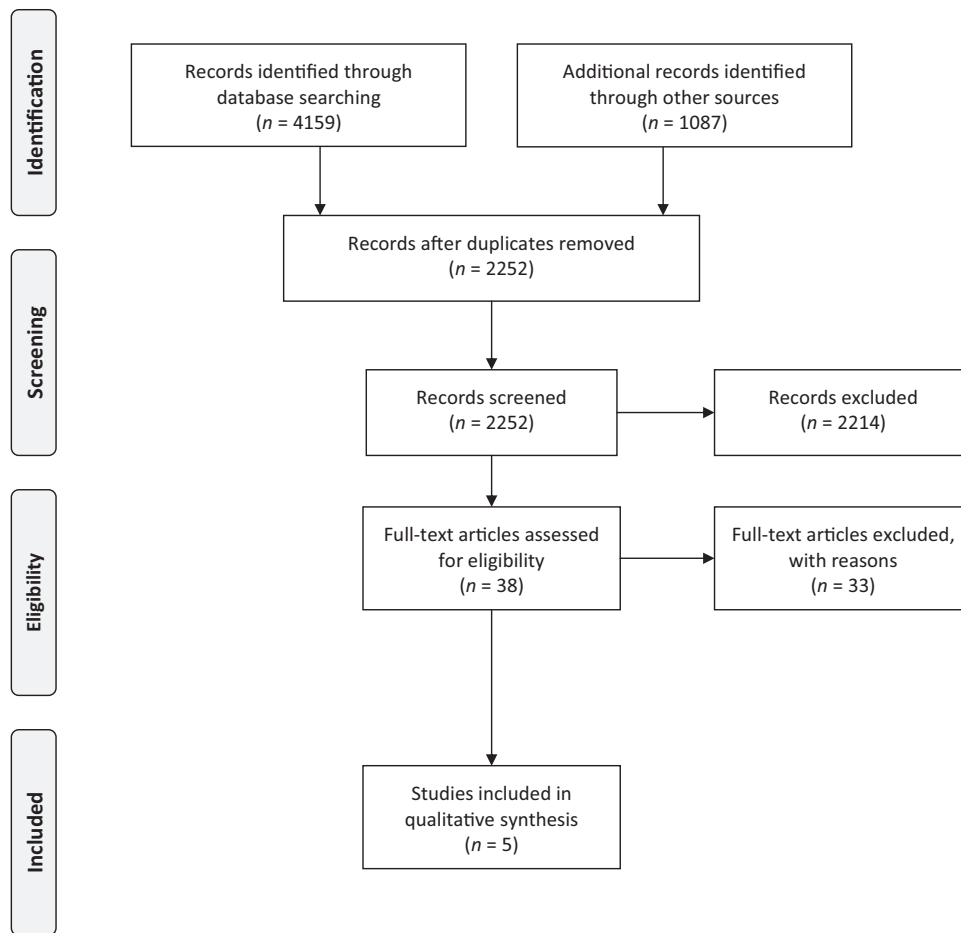 Identification
Records identified through
database searching
(n = 4159)
Additional records identified
through other sources
(n = 1087)
Records after duplicates removed
(n = 2252)
Screening
Records screened
(n = 2252)
Records excluded
(n = 2214)
Eligibility
Full-text articles assessed
for eligibility
(n = 38)
Full-text articles excluded,
with reasons
(n = 33)
Included
Studies included in
qualitative synthesis
(n = 5)